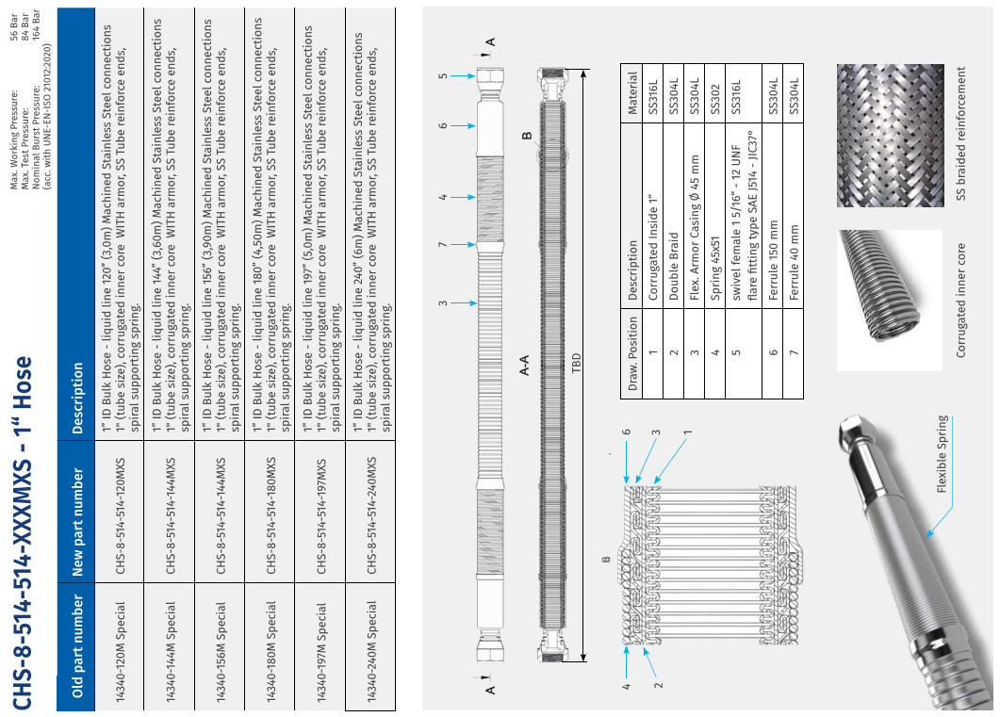 CHS-8-514-514-XXXMXS - 1“ Hose
Max. Working Pressure: 56 Bar
Max. Test Pressure: 84 Bar
Nominal Burst Pressure: 164 Bar
(acc. with UNE-EN-ISO 21012:2020)
Old part number New part number Description
14340-120M Special CHS-8-514-514-120MXS 1” ID Bulk Hose - liquid line 120” (3,0m) Machined Stainless Steel connections
1“ (tube size), corrugated inner core WITH armor, SS Tube reinforce ends,
spiral supporting spring.
14340-144M Special CHS-8-514-514-144MXS 1” ID Bulk Hose - liquid line 144” (3,60m) Machined Stainless Steel connections
1“ (tube size), corrugated inner core WITH armor, SS Tube reinforce ends,
spiral supporting spring.
14340-156M Special CHS-8-514-514-144MXS 1” ID Bulk Hose - liquid line 156” (3,90m) Machined Stainless Steel connections
1“ (tube size), corrugated inner core WITH armor, SS Tube reinforce ends,
spiral supporting spring.
14340-180M Special CHS-8-514-514-180MXS 1” ID Bulk Hose - liquid line 180” (4,50m) Machined Stainless Steel connections
1“ (tube size), corrugated inner core WITH armor, SS Tube reinforce ends,
spiral supporting spring.
14340-197M Special CHS-8-514-514-197MXS 1” ID Bulk Hose - liquid line 197” (5,0m) Machined Stainless Steel connections
1“ (tube size), corrugated inner core WITH armor, SS Tube reinforce ends,
spiral supporting spring.
14340-240M Special CHS-8-514-514-240MXS 1” ID Bulk Hose - liquid line 240” (6m) Machined Stainless Steel connections
1“ (tube size), corrugated inner core WITH armor, SS Tube reinforce ends,
spiral supporting spring.
3 7 4 6 5
A A
B
A-A
TBD
4 2 B 6 3 1
Draw. Position Description Material
1 Corrugated Inside 1“ SS316L
2 Double Braid SS304L
3 Flex. Armor Casing Ø 45 mm SS304L
4 Spring 45x51 SS302
5 swivel female 1 5/16“ - 12 UNF SS316L
flare fitting type SAE J514 - JIC37º
6 Ferrule 150 mm SS304L
7 Ferrule 40 mm SS304L
Flexible Spring
Corrugated inner core
SS braided reinforcement